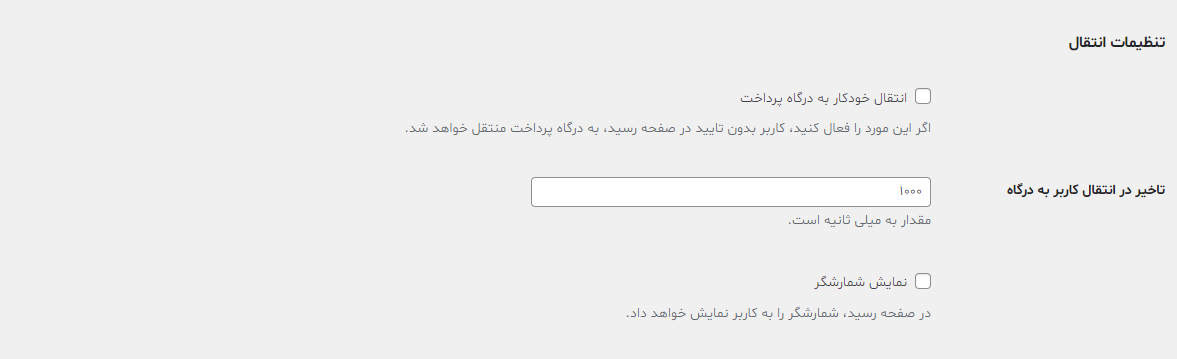 تنظیمات انتقال
انتقال خودکار به درگاه پرداخت
اگر این مورد را فعال کنید، کاربر بدون تایید در صفحه رسید، به درگاه پرداخت منتقل خواهد شد.
تاخیر در انتقال کاربر به درگاه
۱۰۰۰
مقدار به میلی ثانیه است.
نمایش شمارشگر
در صفحه رسید، شمارشگر را به کاربر نمایش خواهد داد.